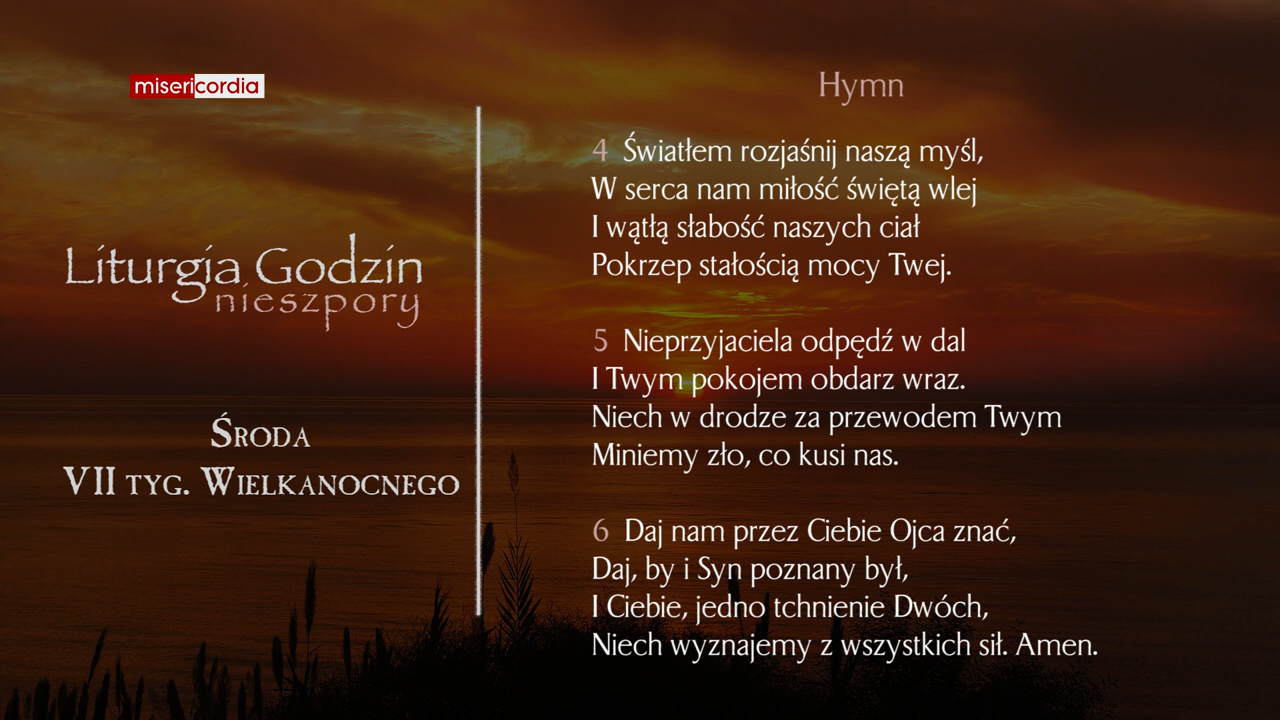 misericordia
Liturgia Godzin
nieszpory
Środa
VII tyg. Wielkanocnego
Hymn
4 Światłem rozjaśnij naszą myśl,
W serca nam miłość świętą wlej
I wątłą słabość naszych ciał
Pokrzep stałością mocy Twej.
5 Nieprzyjaciela odpędź w dal
I Twym pokojem obdarz wraz.
Niech w drodze za przewodem Twym
Miniemy zło, co kusi nas.
6 Daj nam przez Ciebie Ojca znać,
Daj, by i Syn poznany był,
I Ciebie, jedno tchnienie Dwóch,
Niech wyznajemy z wszystkich sił. Amen.